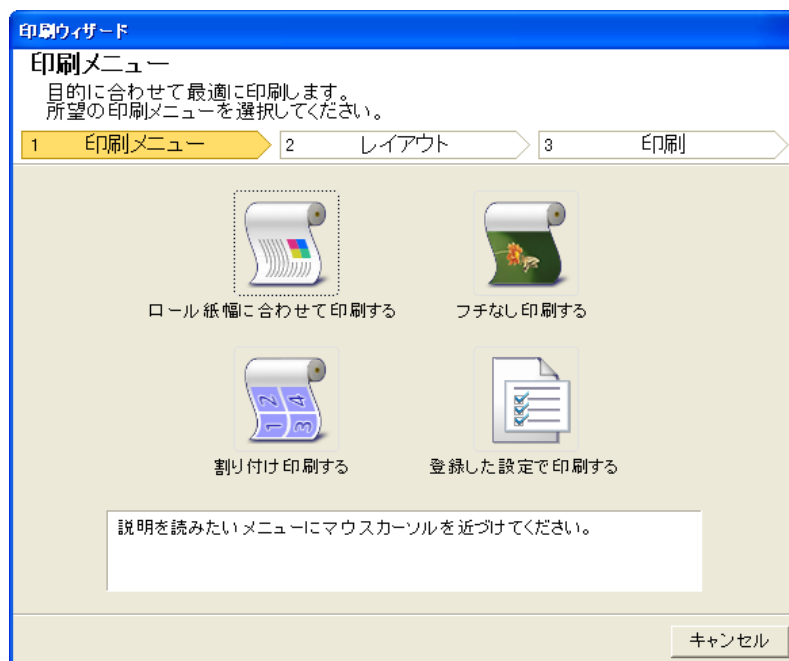 印刷ウィザード
印刷メニュー
目的に合わせて最適に印刷します。
所望の印刷メニューを選択してください。
1 印刷メニュー 2 レイアウト 3 印刷
ロール紙幅に合わせて印刷する フチなし印刷する
1 2 3 4
割り付け印刷する 登録した設定で印刷する
説明を読みたいメニューにマウスカーソルを近づけてください。
キャンセル